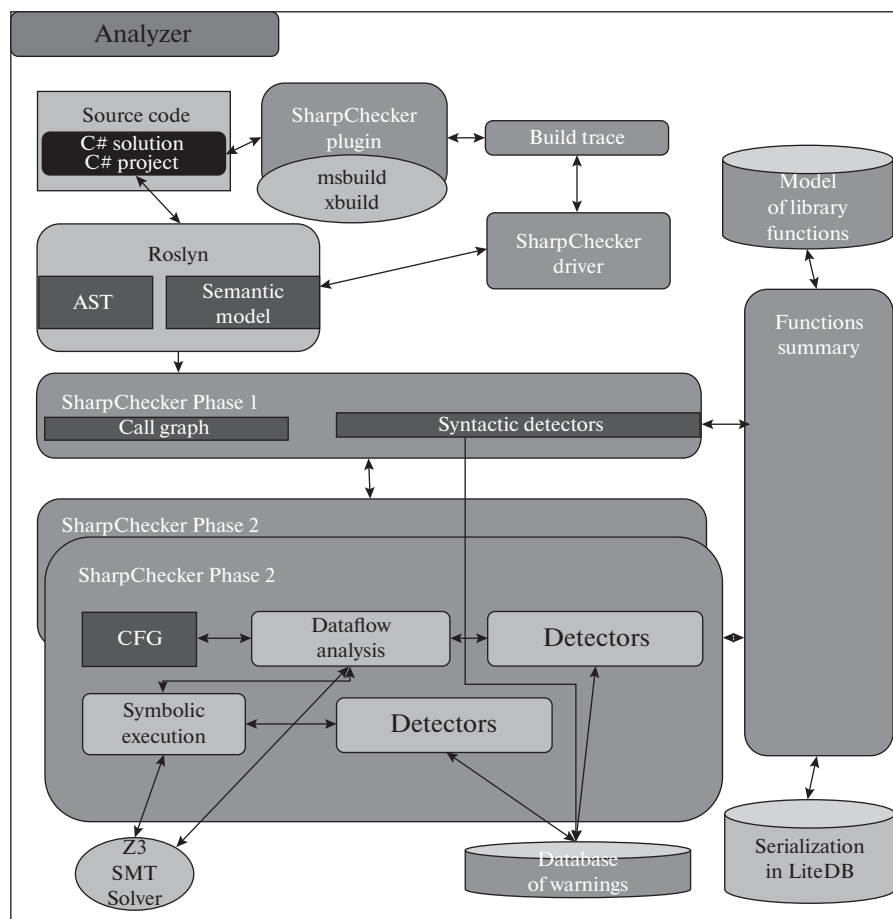 Analyzer
Source code
C# solution
C# project
SharpChecker
plugin
msbuild
xbuild
Build trace
Model
of library
functions
Roslyn
AST
Semantic
model
SharpChecker
driver
Functions
summary
SharpChecker Phase 1
Call graph
Syntactic detectors
SharpChecker Phase 2
SharpChecker Phase 2
CFG
Dataflow
analysis
Detectors
Symbolic
execution
Detectors
Z3
SMT
Solver
Database
of warnings
Serialization
in LiteDB